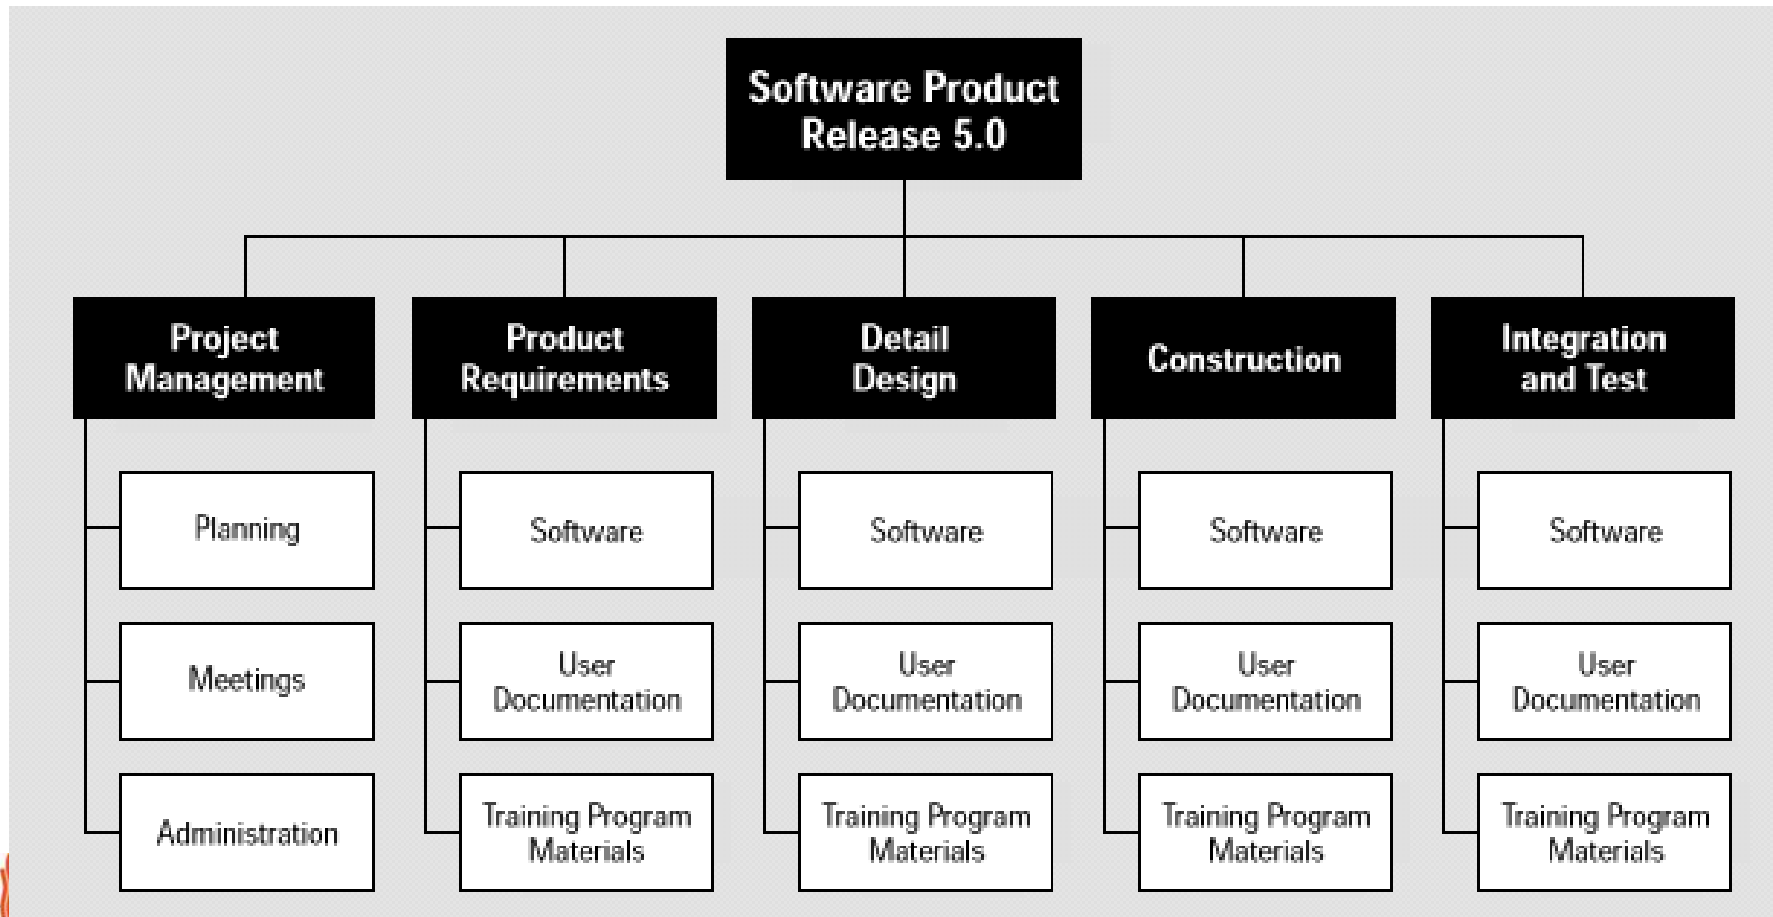 Software Product
Release 5.0
Project
Management
Product
Requirements
Detail
Design
Construction
Integration
and Test
Planning
Software
Software
Software
Software
Meetings
User
Documentation
User
Documentation
User
Documentation
User
Documentation
Administration
Training Program
Materials
Training Program
Materials
Training Program
Materials
Training Program
Materials